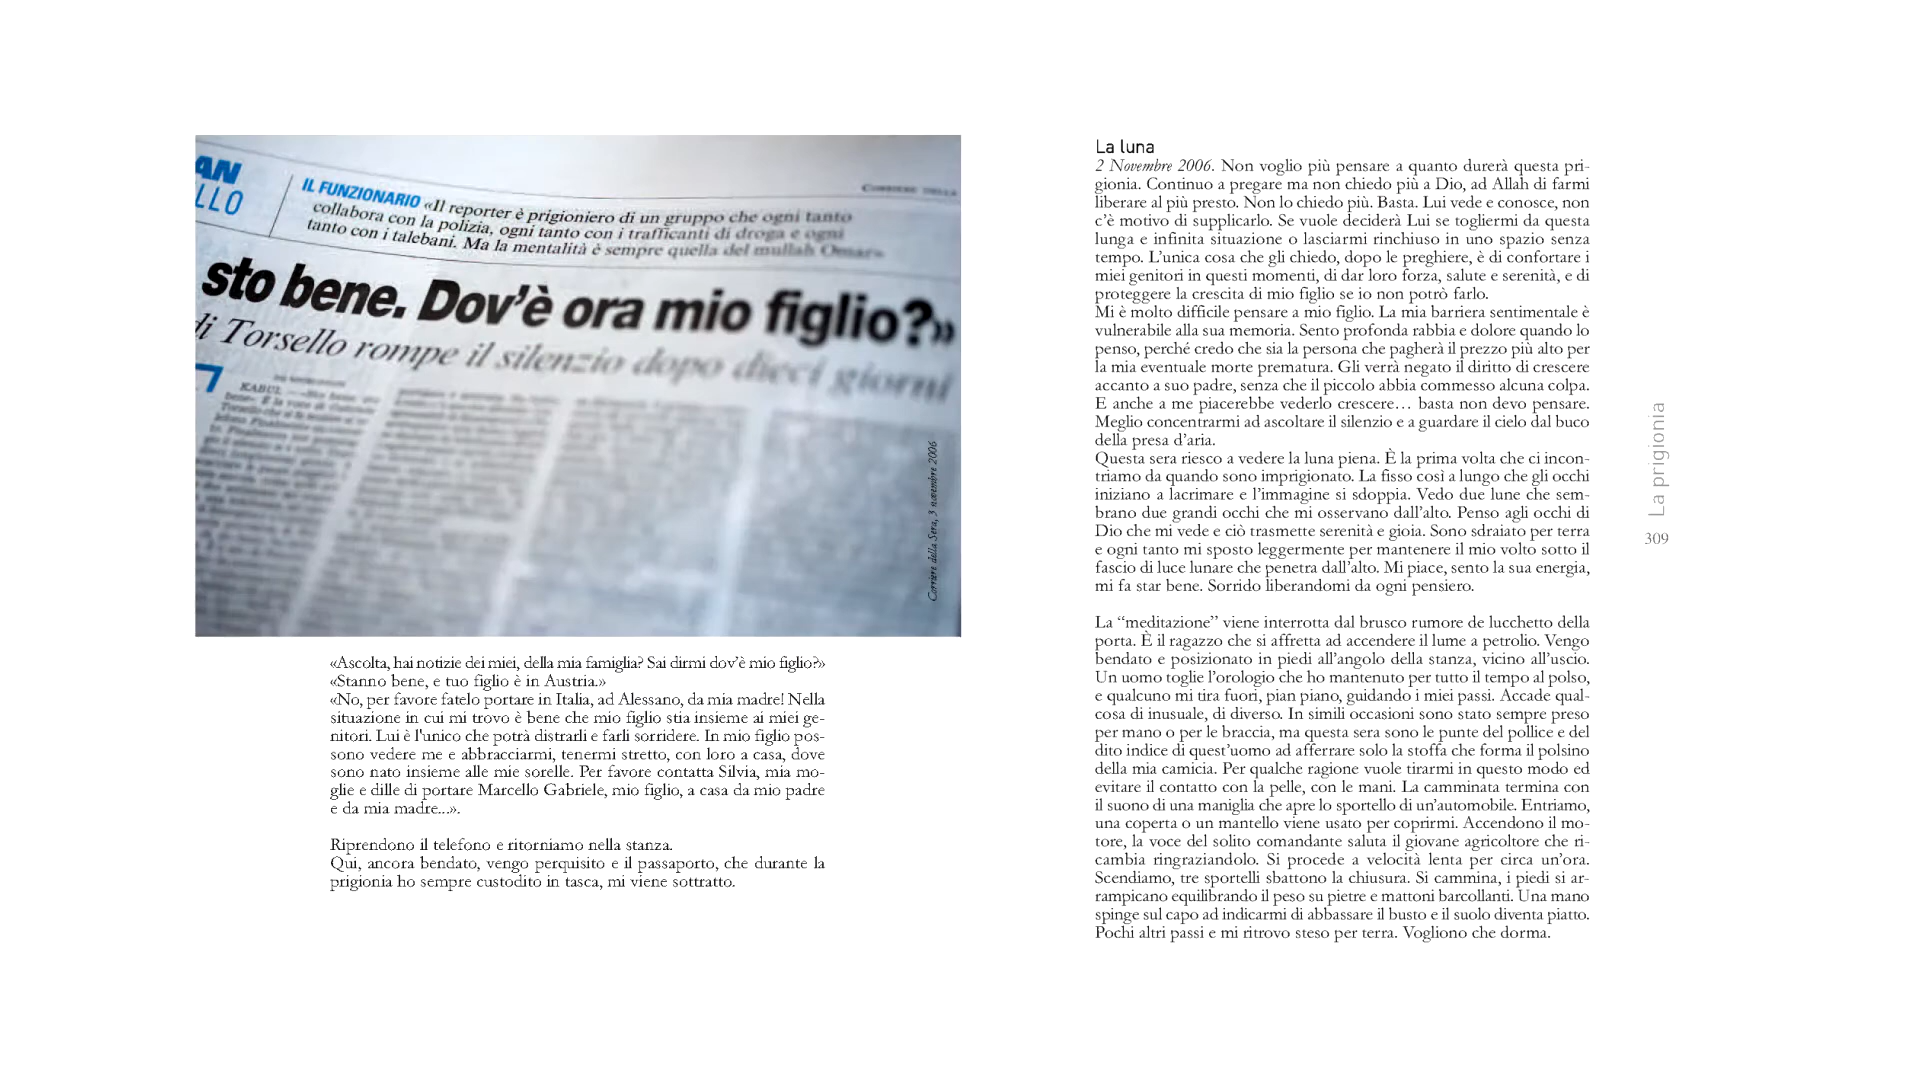 AN
LLO
IL FUNZIONARIO «Il reporter è prigioniero di un gruppo che ogni tanto
collabora con la polizia, ogni tanto con i trafficanti di droga e ogni
tanto con i talebani. Ma la mentalità è sempre quella del mullah Omar»
sto bene. Dov'è ora mio figlio?»
di Torsello rompe il silenzio dopo dieci giorni
KABUL
Corriere della Sera, 3 novembre 2006
«Ascolta, hai notizie dei miei, della mia famiglia? Sai dirmi dov'è mio figlio?»
«Stanno bene, e tuo figlio è in Austria.»
«No, per favore fatelo portare in Italia, ad Alessano, da mia madre! Nella
situazione in cui mi trovo è bene che mio figlio stia insieme ai miei ge-
nitori. Lui è l'unico che potrà distrarli e farli sorridere. In mio figlio pos-
sono vedere me e abbracciarmi, tenermi stretto, con loro a casa, dove
sono nato insieme alle mie sorelle. Per favore contatta Silvia, mia mo-
glie e dille di portare Marcello Gabriele, mio figlio, a casa da mio padre
e da mia madre...».
Riprendono il telefono e ritorniamo nella stanza.
Qui, ancora bendato, vengo perquisito e il passaporto, che durante la
prigionia ho sempre custodito in tasca, mi viene sottratto.
La luna
2 Novembre 2006. Non voglio più pensare a quanto durerà questa pri-
gionia. Continuo a pregare ma non chiedo più a Dio, ad Allah di farmi
liberare al più presto. Non lo chiedo più. Basta. Lui vede e conosce, non
c'è motivo di supplicarlo. Se vuole deciderà Lui se togliermi da questa
lunga e infinita situazione o lasciarmi rinchiuso in uno spazio senza
tempo. L'unica cosa che gli chiedo, dopo le preghiere, è di confortare i
miei genitori in questi momenti, di dar loro forza, salute e serenità, e di
proteggere la crescita di mio figlio se io non potrò farlo.
Mi è molto difficile pensare a mio figlio. La mia barriera sentimentale è
vulnerabile alla sua memoria. Sento profonda rabbia e dolore quando lo
penso, perché credo che sia la persona che pagherà il prezzo più alto per
la mia eventuale morte prematura. Gli verrà negato il diritto di crescere
accanto a suo padre, senza che il piccolo abbia commesso alcuna colpa.
E anche a me piacerebbe vederlo crescere… basta non devo pensare.
Meglio concentrarmi ad ascoltare il silenzio e a guardare il cielo dal buco
della presa d'aria.
Questa sera riesco a vedere la luna piena. È la prima volta che ci incon-
triamo da quando sono imprigionato. La fisso così a lungo che gli occhi
iniziano a lacrimare e l'immagine si sdoppia. Vedo due lune che sem-
brano due grandi occhi che mi osservano dall'alto. Penso agli occhi di
Dio che mi vede e ciò trasmette serenità e gioia. Sono sdraiato per terra
e ogni tanto mi sposto leggermente per mantenere il mio volto sotto il
fascio di luce lunare che penetra dall'alto. Mi piace, sento la sua energia,
mi fa star bene. Sorrido liberandomi da ogni pensiero.
La “meditazione” viene interrotta dal brusco rumore de lucchetto della
porta. È il ragazzo che si affretta ad accendere il lume a petrolio. Vengo
bendato e posizionato in piedi all'angolo della stanza, vicino all'uscio.
Un uomo toglie l'orologio che ho mantenuto per tutto il tempo al polso,
e qualcuno mi tira fuori, pian piano, guidando i miei passi. Accade qual-
cosa di inusuale, di diverso. In simili occasioni sono stato sempre preso
per mano o per le braccia, ma questa sera sono le punte del pollice e del
dito indice di quest'uomo ad afferrare solo la stoffa che forma il polsino
della mia camicia. Per qualche ragione vuole tirarmi in questo modo ed
evitare il contatto con la pelle, con le mani. La camminata termina con
il suono di una maniglia che apre lo sportello di un'automobile. Entriamo,
una coperta o un mantello viene usato per coprirmi. Accendono il mo-
tore, la voce del solito comandante saluta il giovane agricoltore che ri-
cambia ringraziandolo. Si procede a velocità lenta per circa un'ora.
Scendiamo, tre sportelli sbattono la chiusura. Si cammina, i piedi si ar-
rampicano equilibrando il peso su pietre e mattoni barcollanti. Una mano
spinge sul capo ad indicarmi di abbassare il busto e il suolo diventa piatto.
Pochi altri passi e mi ritrovo steso per terra. Vogliono che dorma.
La prigionia
309